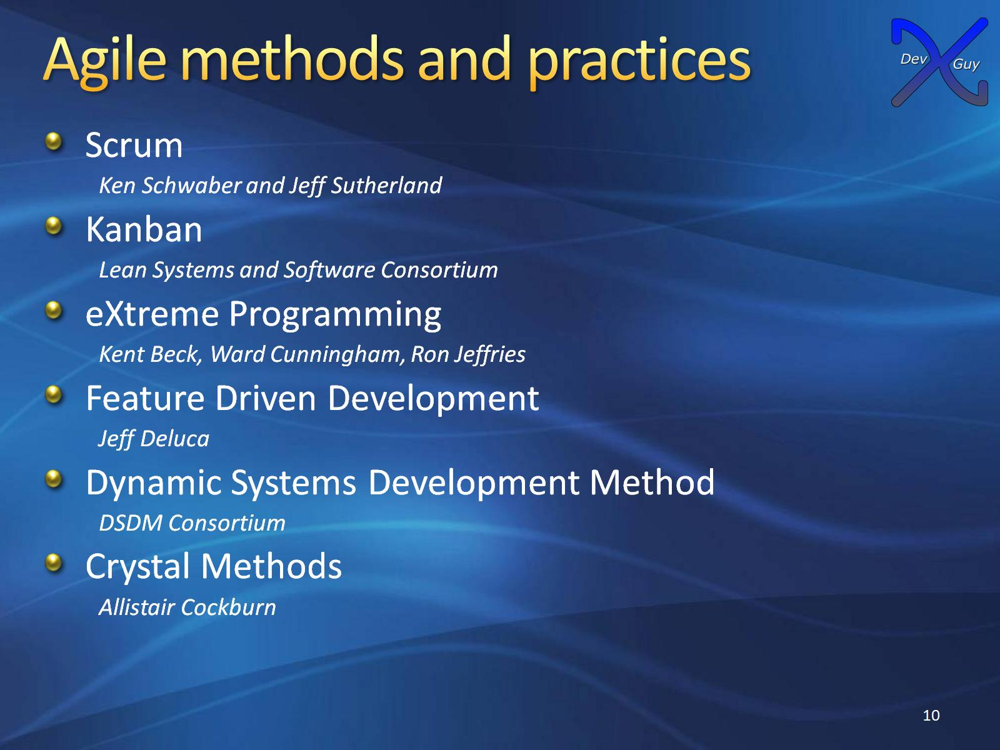 Agile methods and practices
Dev Guy
Scrum
Ken Schwaber and Jeff Sutherland
Kanban
Lean Systems and Software Consortium
eXtreme Programming
Kent Beck, Ward Cunningham, Ron Jeffries
Feature Driven Development
Jeff Deluca
Dynamic Systems Development Method
DSDM Consortium
Crystal Methods
Allistair Cockburn
10